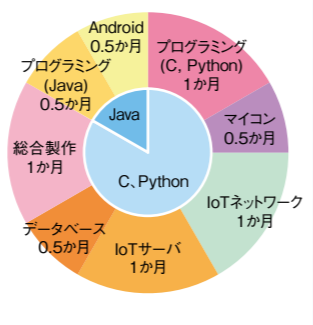 Android
0.5か月
プログラミング
(C, Python)
1か月
マイコン
0.5か月
IoTネットワーク
1か月
IoTサーバ
1か月
データベース
0.5か月
総合製作
1か月
プログラミング
(Java)
0.5か月
Java
C、Python